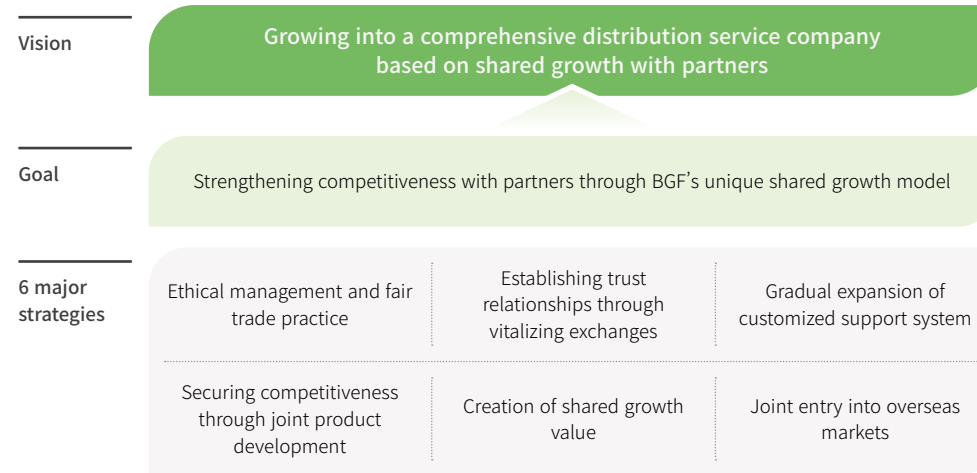 Vision
Growing into a comprehensive distribution service company
based on shared growth with partners
Goal
Strengthening competitiveness with partners through BGF’s unique shared growth model
6 major
strategies
Ethical management and fair
trade practice
Establishing trust
relationships through
vitalizing exchanges
Gradual expansion of
customized support system
Securing competitiveness
through joint product
development
Creation of shared growth
value
Joint entry into overseas
markets